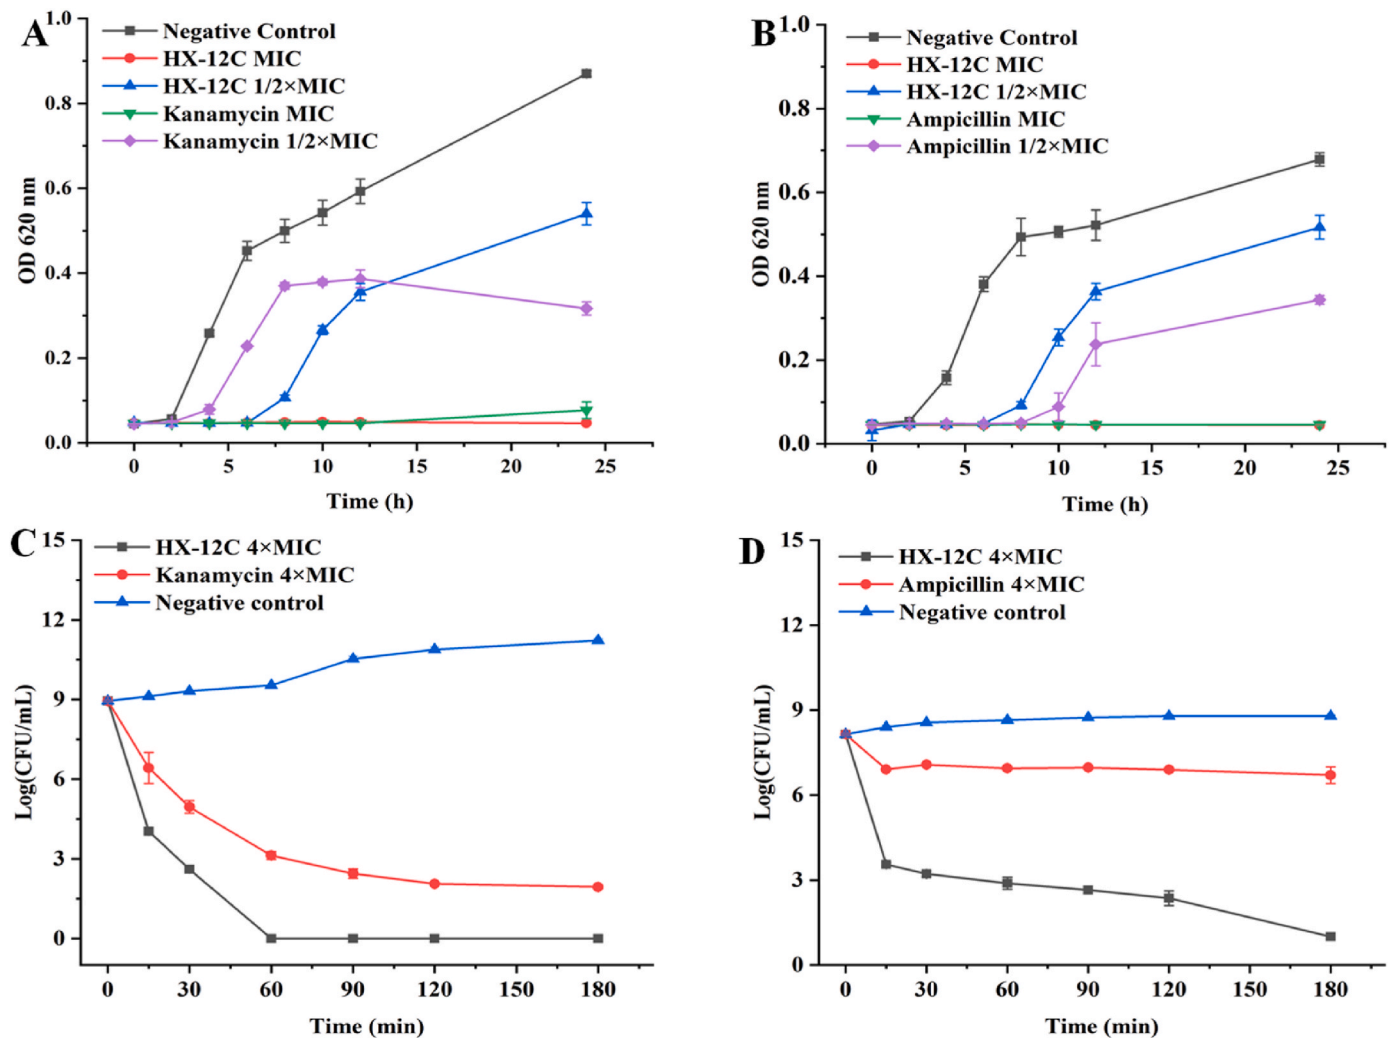 A
Negative Control
HX-12C MIC
HX-12C 1/2×MIC
Kanamycin MIC
Kanamycin 1/2×MIC
OD 620 nm
1.0
0.8
0.6
0.4
0.2
0.0
0 5 10 15 20 25
Time (h)
B
Negative Control
HX-12C MIC
HX-12C 1/2×MIC
Ampicillin MIC
Ampicillin 1/2×MIC
OD 620 nm
1.0
0.8
0.6
0.4
0.2
0.0
0 5 10 15 20 25
Time (h)
C
HX-12C 4×MIC
Kanamycin 4×MIC
Negative control
Log(CFU/mL)
15
12
9
6
3
0
0 30 60 90 120 150 180
Time (min)
D
HX-12C 4×MIC
Ampicillin 4×MIC
Negative control
Log(CFU/mL)
15
12
9
6
3
0
0 30 60 90 120 150 180
Time (min)